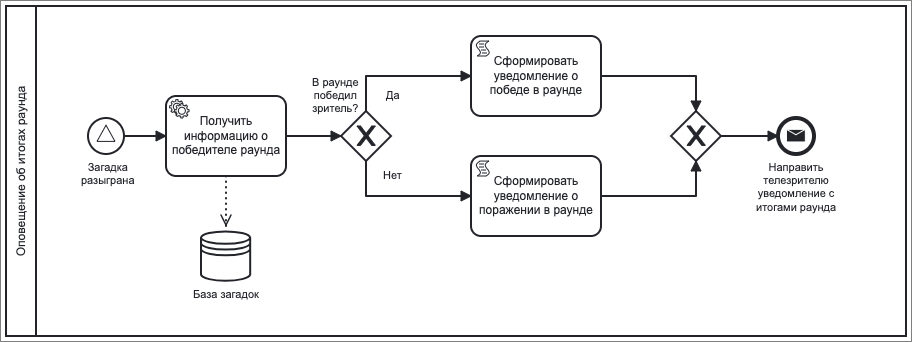 Оповещение об итогах раунда
Загадка
разыграна
Получить
информацию о
победителе раунда
База загадок
В раунде
победил
зритель?
Да
Нет
Сформировать
уведомление о
победе в раунде
Сформировать
уведомление о
поражении в раунде
Направить
телезрителю
уведомление с
итогами раунда